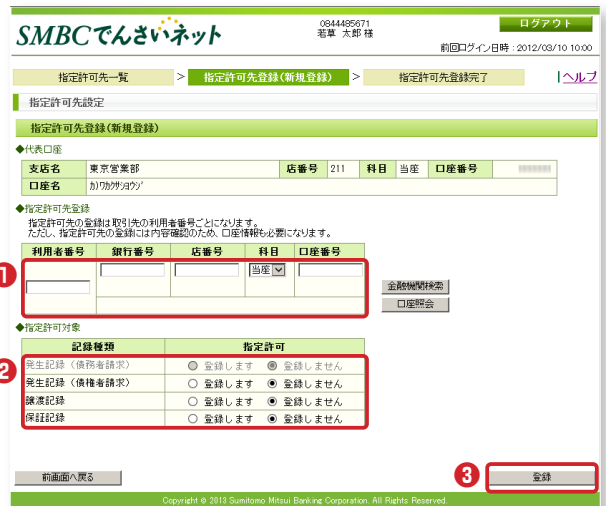 SMBCでんさいネット
0844485671
若草 太郎 様
ログアウト
前回ログイン日時：2012/03/10 10:00
指定許可先一覧 > 指定許可先登録(新規登録) > 指定許可先登録完了
ヘルプ
指定許可先設定
指定許可先登録(新規登録)
◆代表口座
支店名 東京営業部 店番号 211 科目 当座 口座番号
口座名 カ)ワカクサシヨウジ
◆指定許可先登録
指定許可先の登録は取引先の利用者番号ごとになります。
ただし、指定許可先の登録には内容確認のため、口座情報も必要になります。
利用者番号 銀行番号 店番号 科目 口座番号
1
当座
金融機関検索
口座照会
◆指定許可対象
記録種類 指定許可
2
発生記録（債務者請求） 登録します 登録しません
発生記録（債権者請求） 登録します 登録しません
譲渡記録 登録します 登録しません
保証記録 登録します 登録しません
前画面へ戻る
3
登録
Copyright © 2013 Sumitomo Mitsui Banking Corporation. All Rights Reserved.